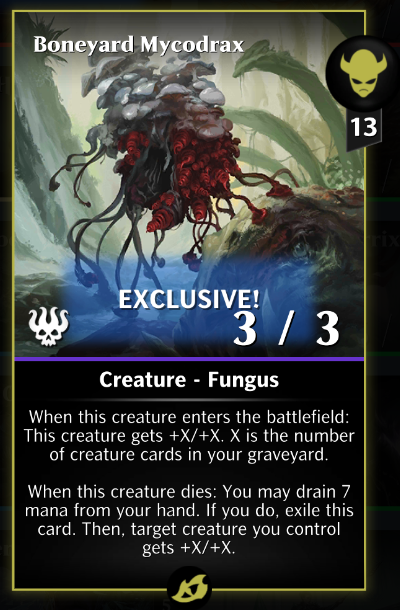 Boneyard Mycodrax
13
EXCLUSIVE!
3 / 3
Creature - Fungus
When this creature enters the battlefield:
This creature gets +X/+X. X is the number
of creature cards in your graveyard.
When this creature dies: You may drain 7
mana from your hand. If you do, exile this
card. Then, target creature you control
gets +X/+X.